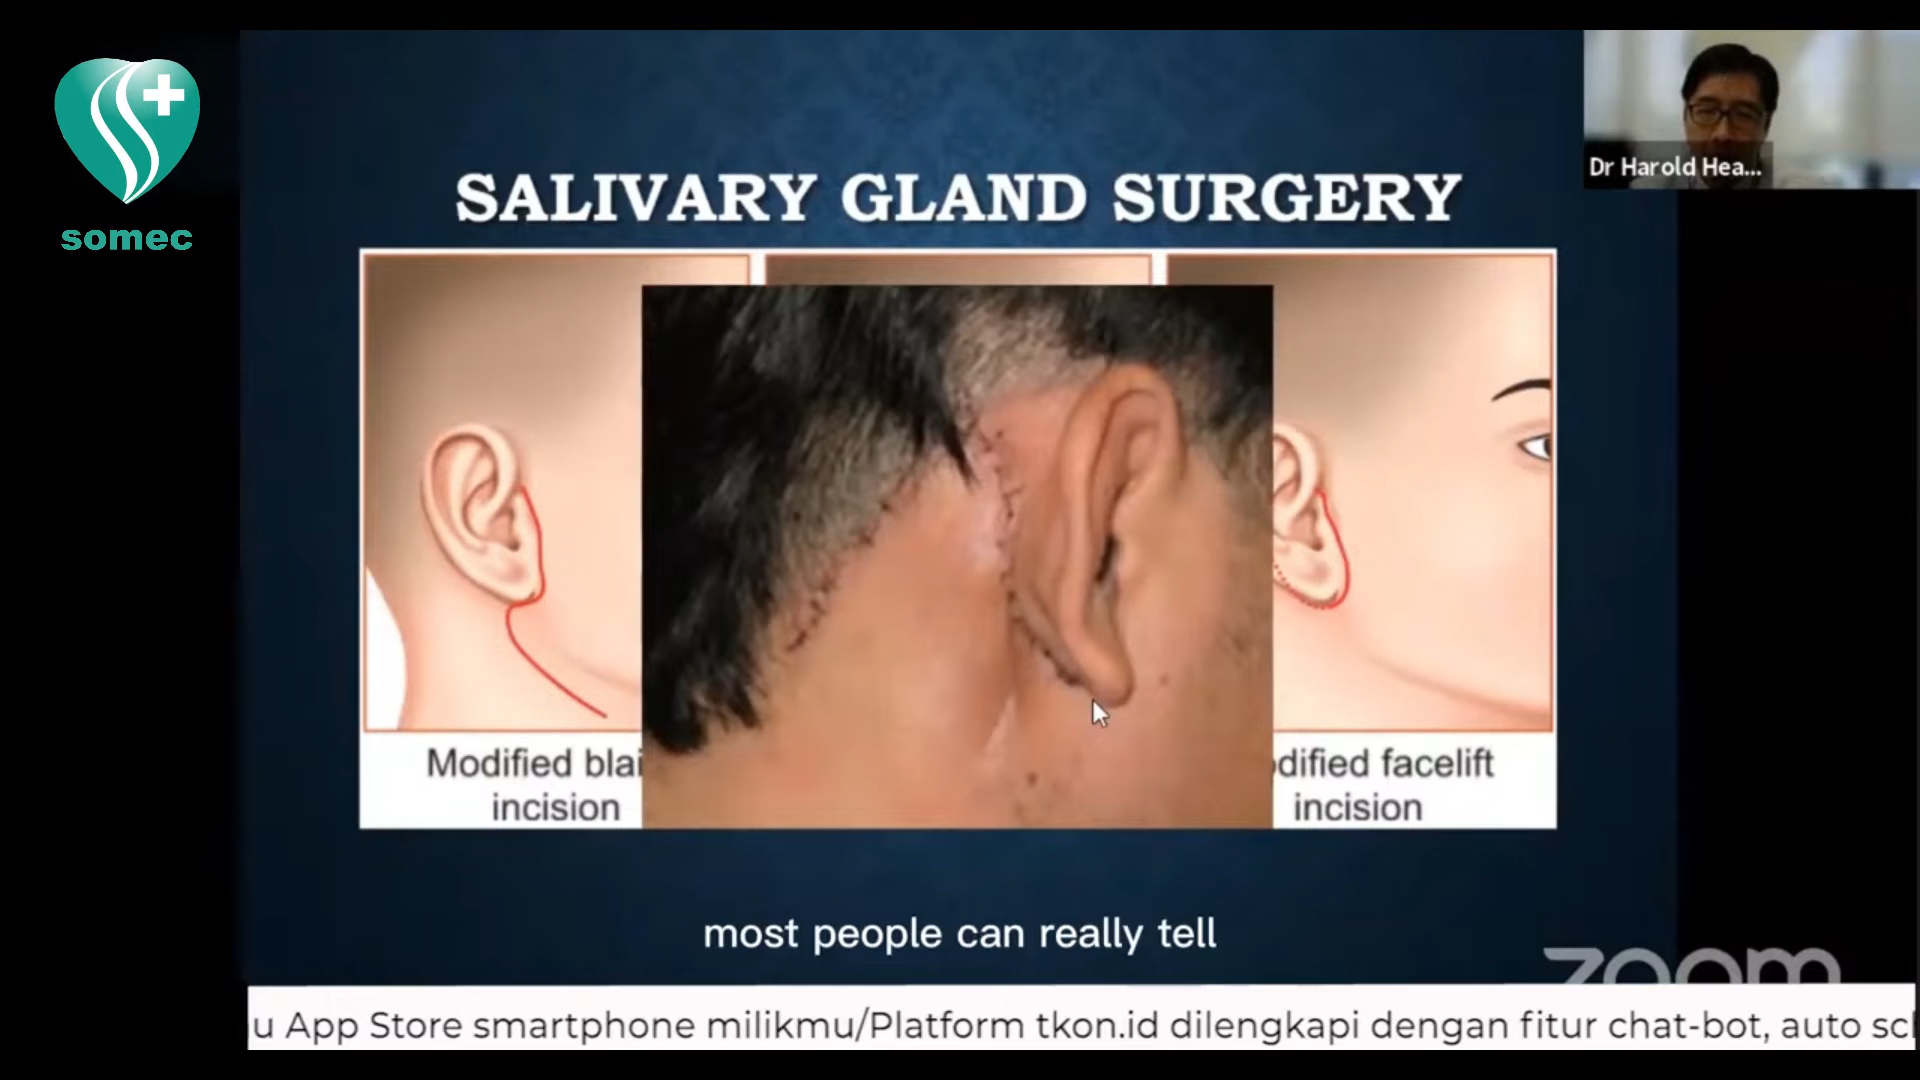 somec
SALIVARY GLAND SURGERY
Dr Harold Hea...
Modified blai
incision
dified facelift
incision
most people can really tell
zoom
u App Store smartphone milikmu/Platform tkon.id dilengkapi dengan fitur chat-bot, auto sc